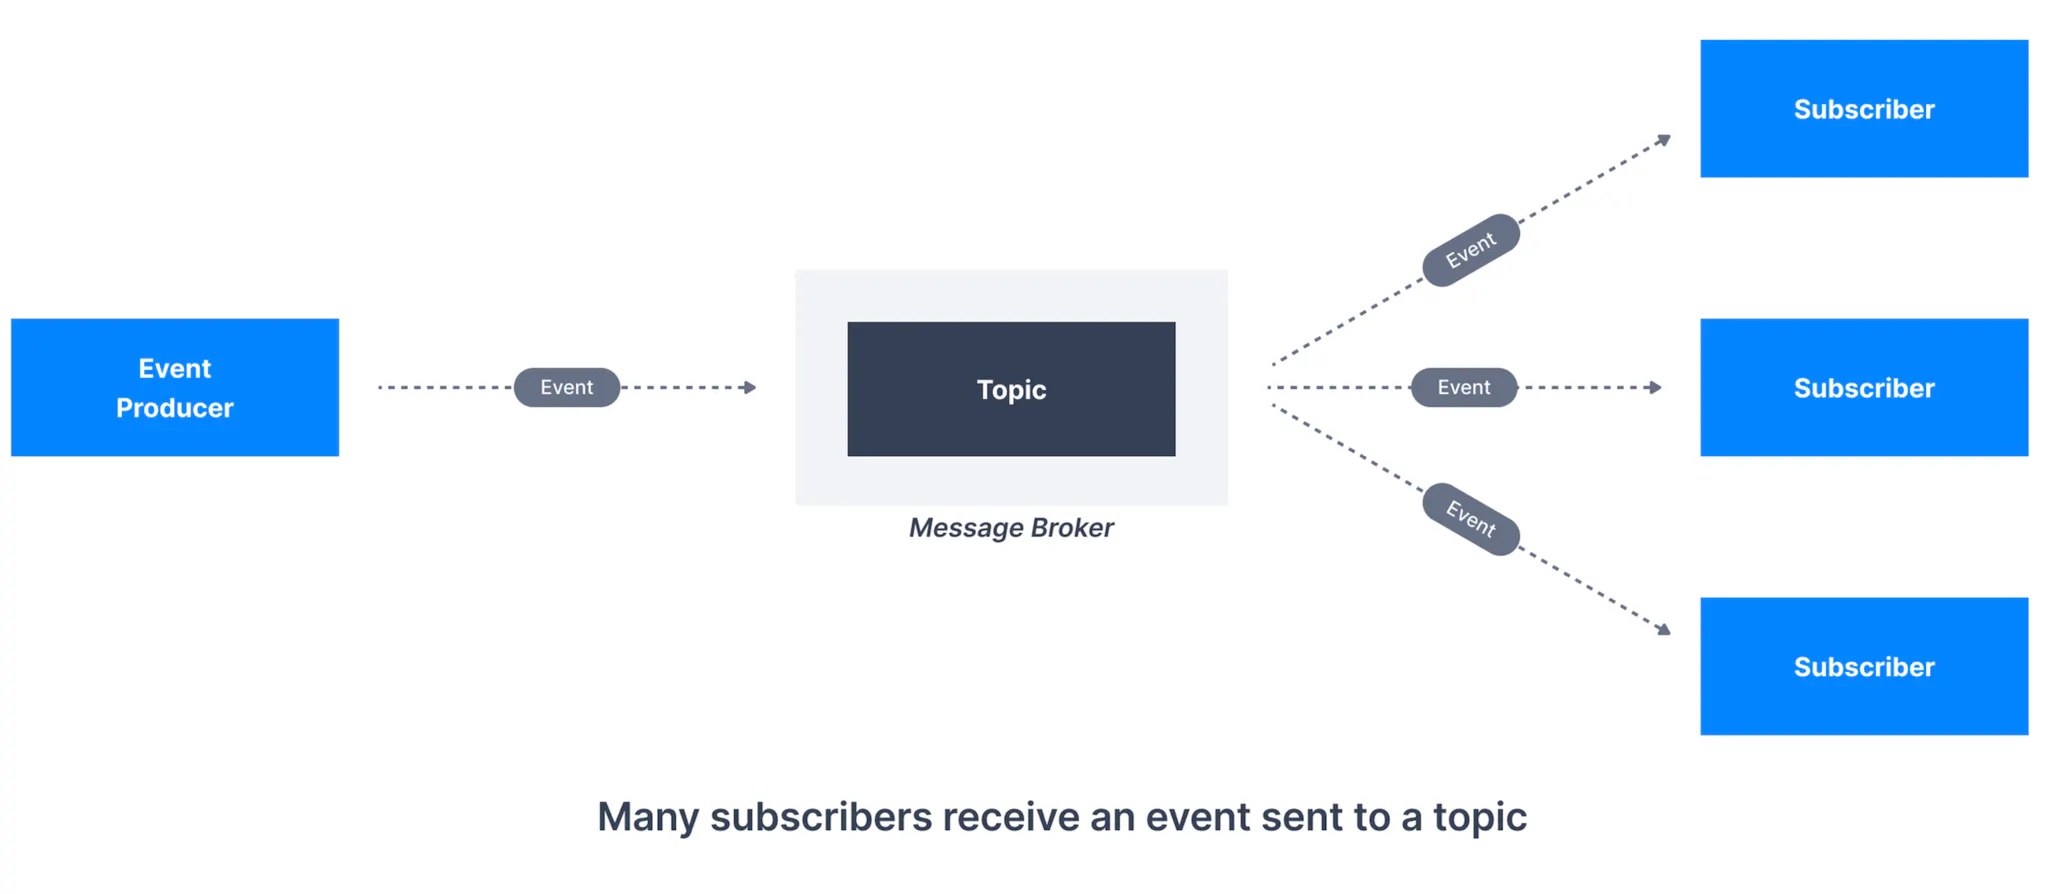 Event
Producer
Event
Topic
Message Broker
Event
Event
Event
Subscriber
Subscriber
Subscriber
Many subscribers receive an event sent to a topic